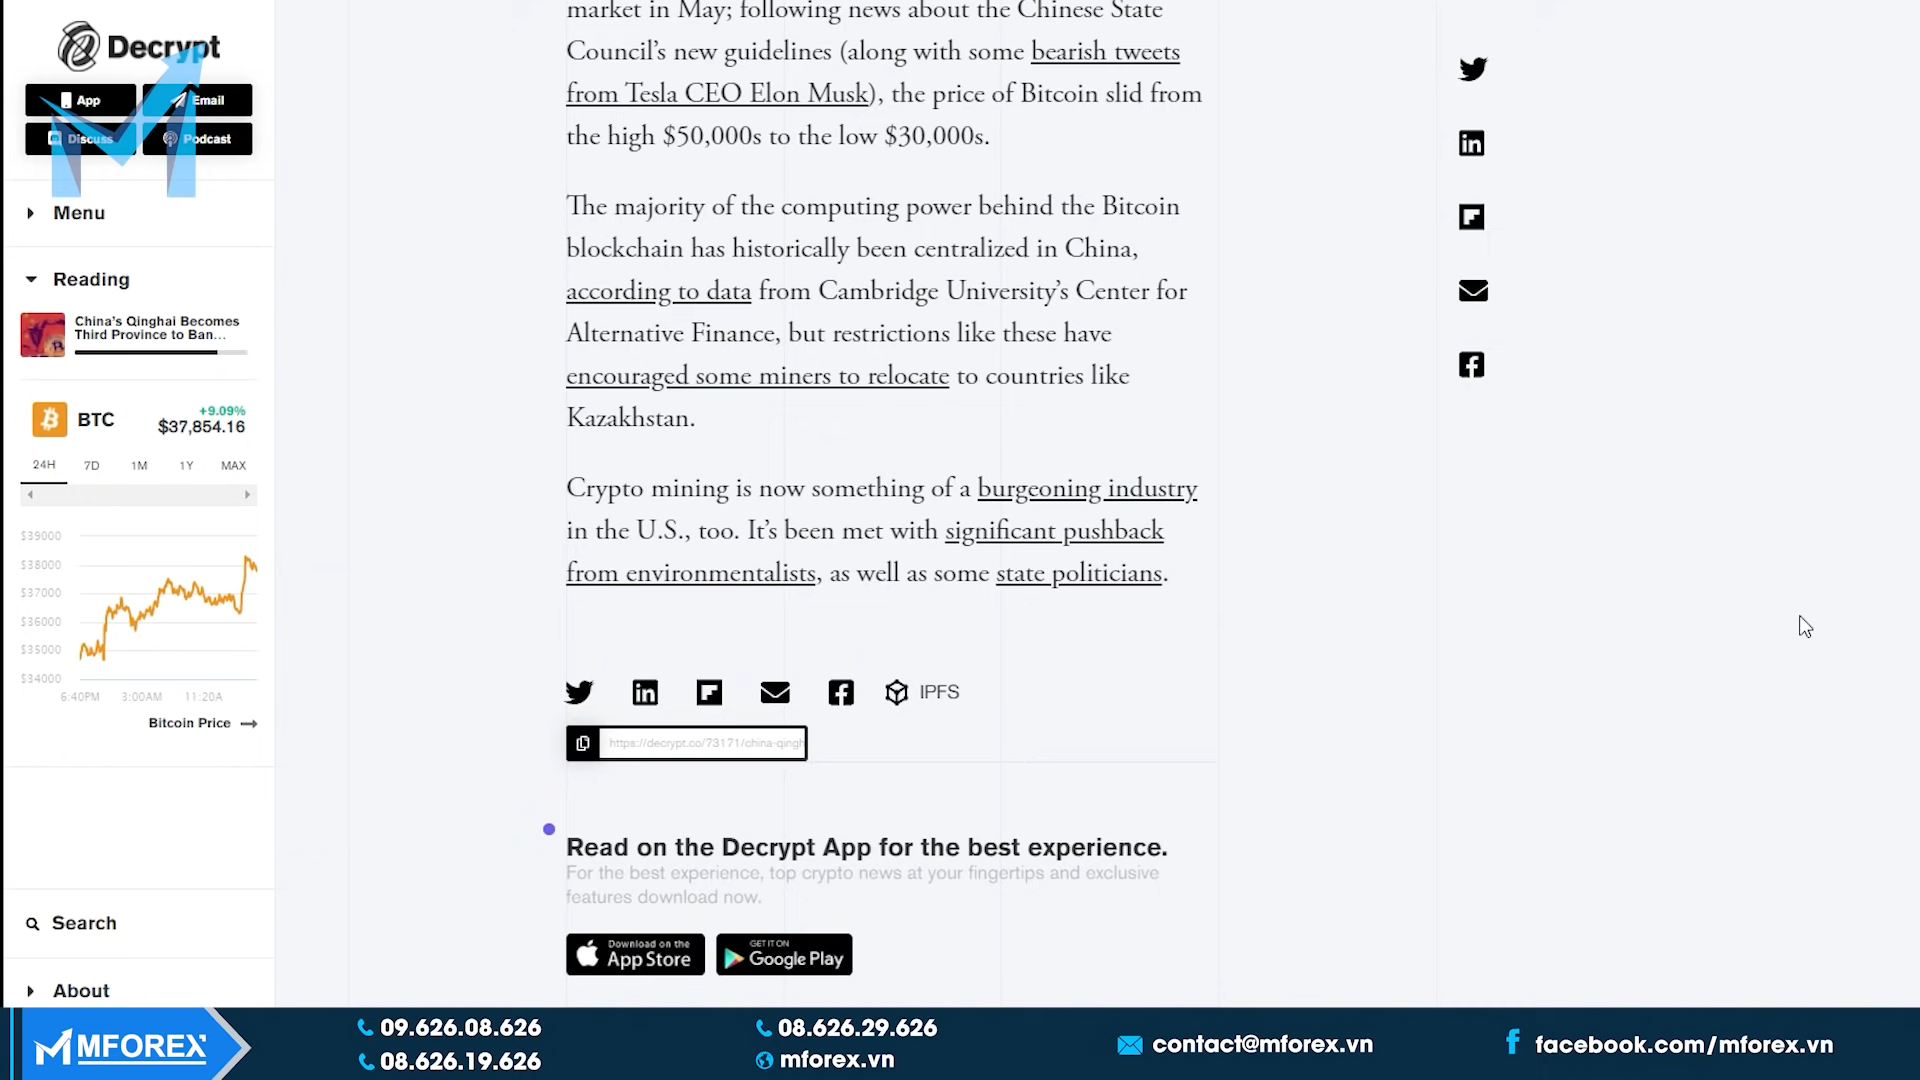 Decrypt
App
Email
Discuss
Podcast
Menu
Reading
China's Qinghai Becomes
Third Province to Ban...
BTC
+9.09%
$37,854.16
24H 7D 1M 1Y MAX
$39000
$38000
$37000
$36000
$35000
$34000
6:40PM 3:00AM 11:20A
Bitcoin Price
Search
About
market in May; following news about the Chinese State
Council's new guidelines (along with some bearish tweets
from Tesla CEO Elon Musk), the price of Bitcoin slid from
the high $50,000s to the low $30,000s.
The majority of the computing power behind the Bitcoin
blockchain has historically been centralized in China,
according to data from Cambridge University's Center for
Alternative Finance, but restrictions like these have
encouraged some miners to relocate to countries like
Kazakhstan.
Crypto mining is now something of a burgeoning industry
in the U.S., too. It's been met with significant pushback
from environmentalists, as well as some state politicians.
IPFS
https://decrypt.co/73171/china-qingh
Read on the Decrypt App for the best experience.
For the best experience, top crypto news at your fingertips and exclusive
features download now.
Download on the
App Store
GET IT ON
Google Play
MFOREX
09.626.08.626
08.626.19.626
08.626.29.626
mforex.vn
contact@mforex.vn
facebook.com/mforex.vn